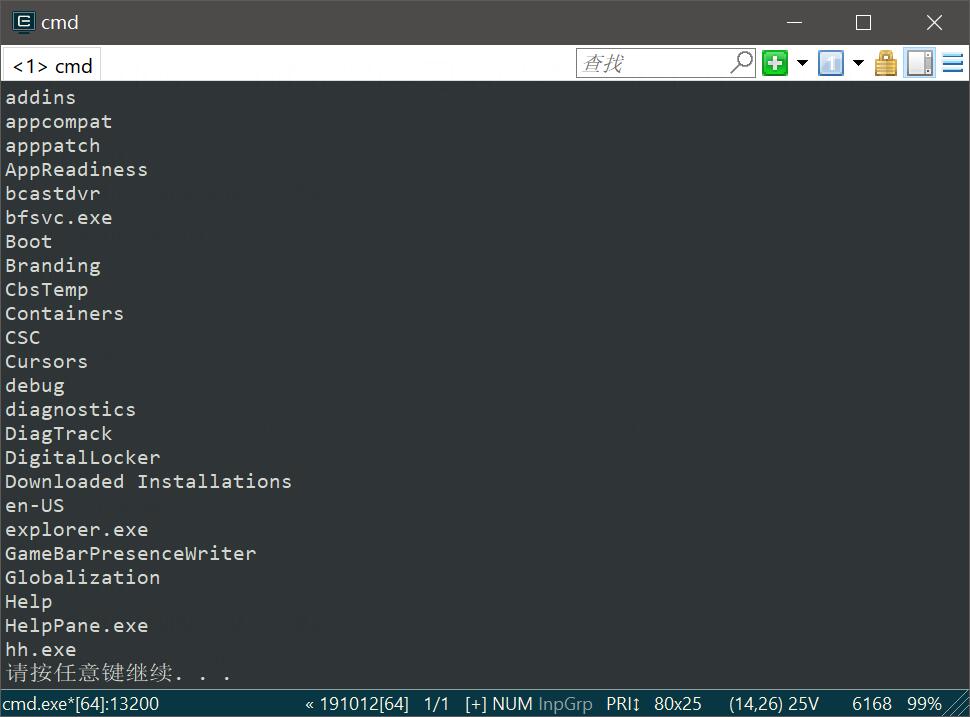 cmd
<1> cmd
查找
addins
appcompat
apppatch
AppReadiness
bcastdvr
bfsvc.exe
Boot
Branding
CbsTemp
Containers
CSC
Cursors
debug
diagnostics
DiagTrack
DigitalLocker
Downloaded Installations
en-US
explorer.exe
GameBarPresenceWriter
Globalization
Help
HelpPane.exe
hh.exe
请按任意键继续. . .
cmd.exe*[64]:13200 « 191012[64] 1/1 [+] NUM InpGrp PRI↕ 80x25 (14,26) 25V 6168 99%